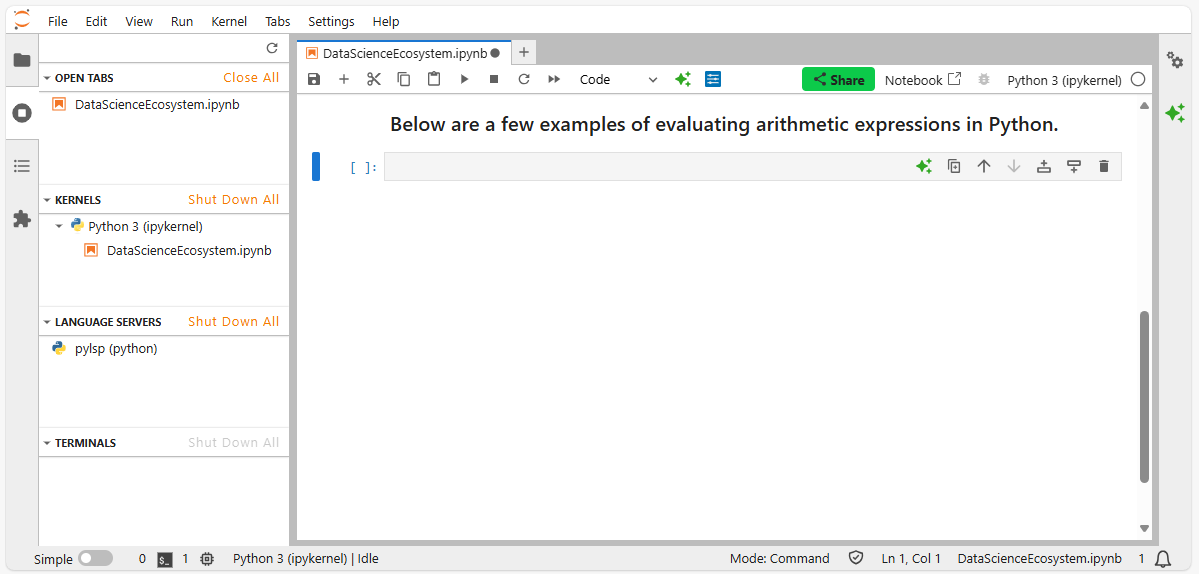 File Edit View Run Kernel Tabs Settings Help
OPEN TABS Close All
DataScienceEcosystem.ipynb
KERNELS Shut Down All
Python 3 (ipykernel)
DataScienceEcosystem.ipynb
LANGUAGE SERVERS Shut Down All
pylsp (python)
TERMINALS Shut Down All
DataScienceEcosystem.ipynb
Code Share Notebook Python 3 (ipykernel)
Below are a few examples of evaluating arithmetic expressions in Python.
[ ]:
Simple 0 $_ 1 Python 3 (ipykernel) | Idle Mode: Command Ln 1, Col 1 DataScienceEcosystem.ipynb 1